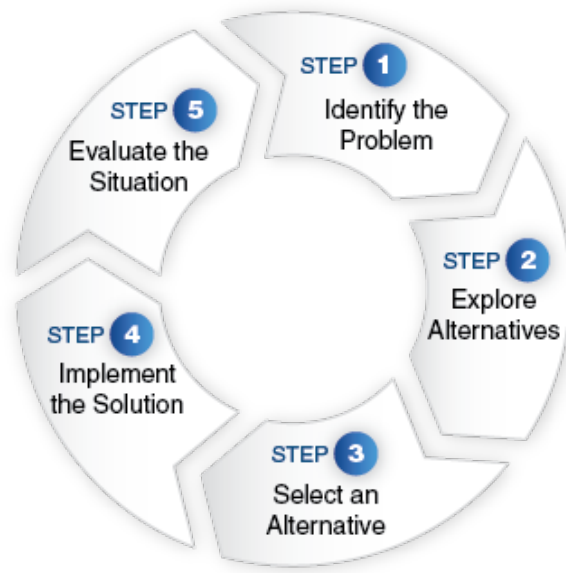 STEP 1
Identify the
Problem
STEP 2
Explore
Alternatives
STEP 3
Select an
Alternative
STEP 4
Implement
the Solution
STEP 5
Evaluate the
Situation